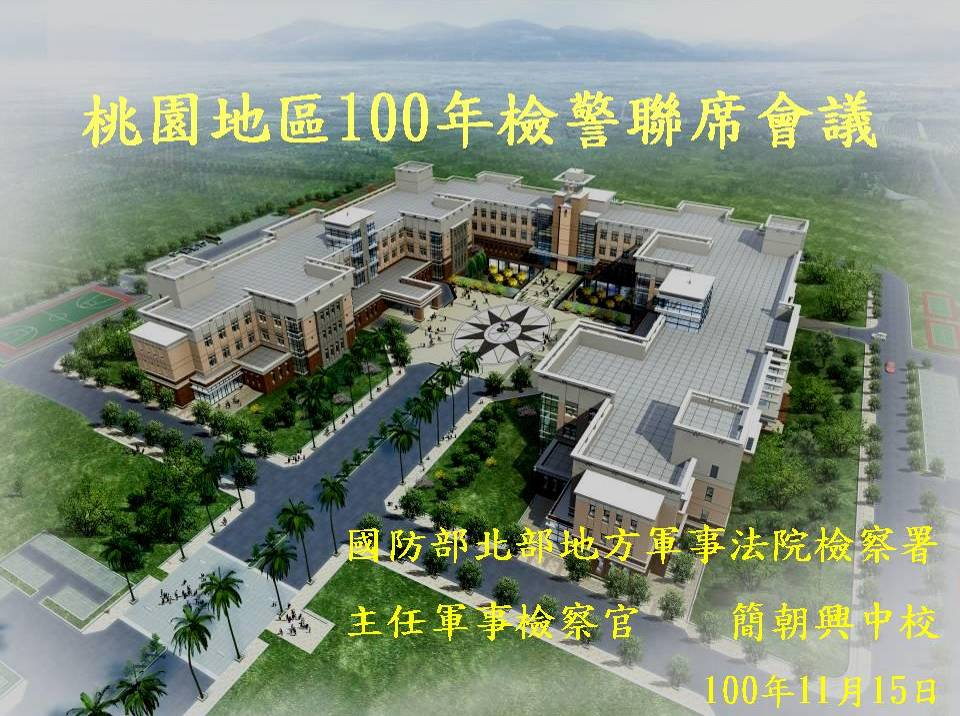 桃園地區100年檢警聯席會議
國防部北部地方軍事法院檢察署
主任軍事檢察官 簡朝興中校
100年11月15日